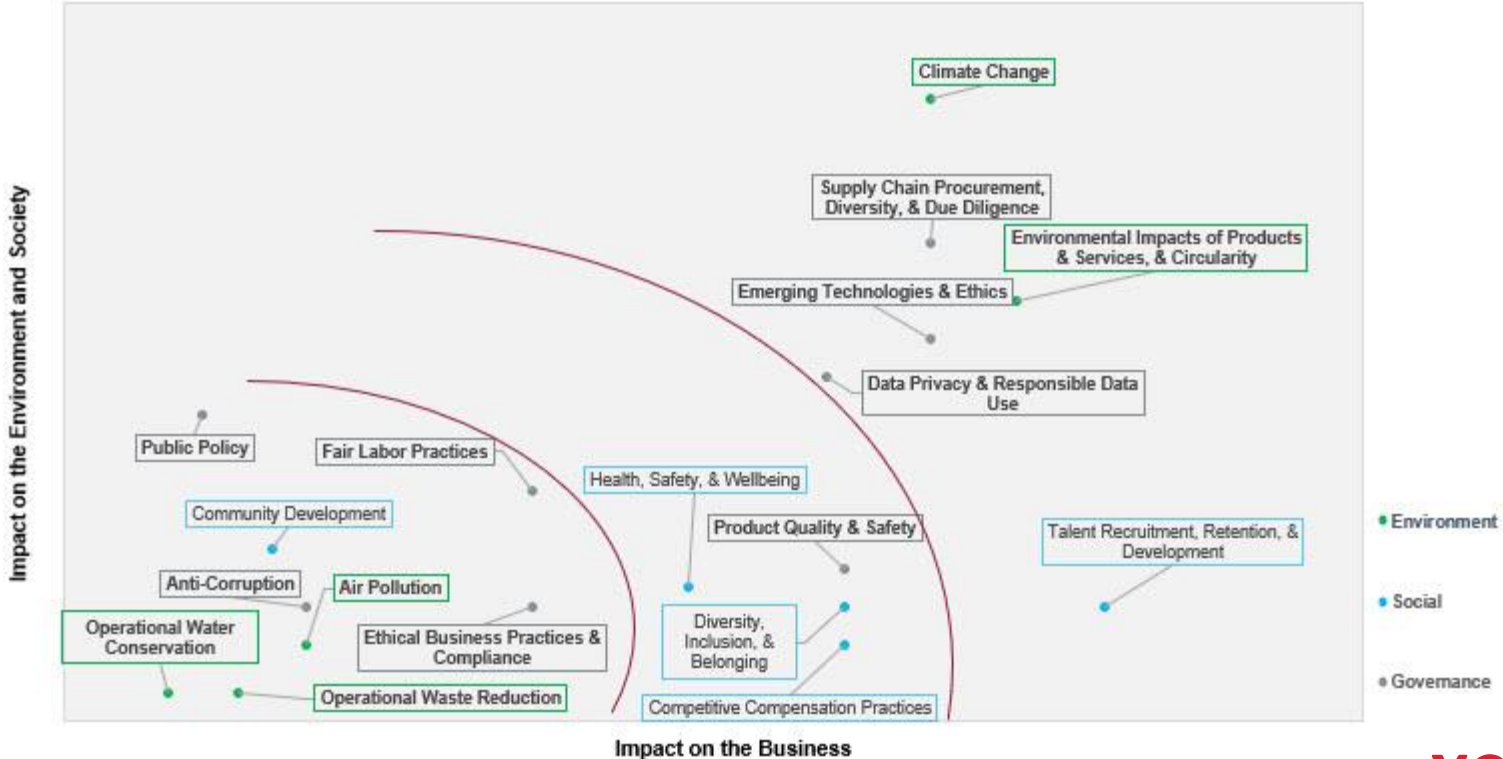 Impact on the Environment and Society
Climate Change
Supply Chain Procurement,
Diversity, & Due Diligence
Environmental Impacts of Products
& Services, & Circularity
Emerging Technologies & Ethics
Data Privacy & Responsible Data
Use
Public Policy
Fair Labor Practices
Health, Safety, & Wellbeing
Community Development
Product Quality & Safety
Talent Recruitment, Retention, &
Development
Anti-Corruption
Air Pollution
Operational Water
Conservation
Ethical Business Practices &
Compliance
Diversity,
Inclusion, &
Belonging
Operational Waste Reduction
Competitive Compensation Practices
Environment
Social
Governance
Impact on the Business